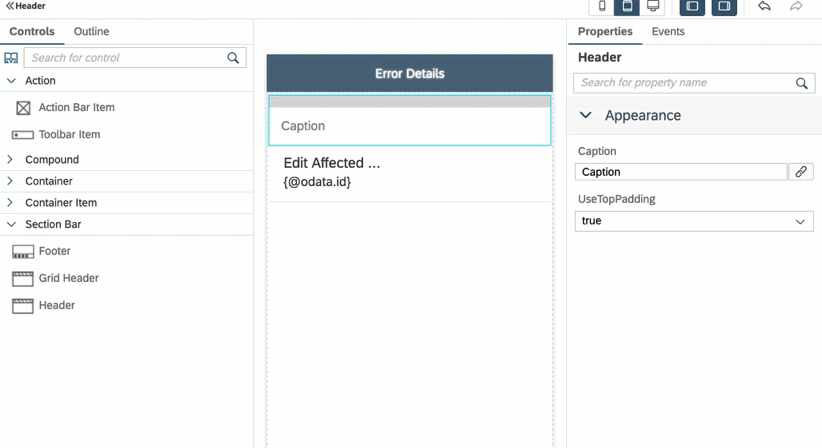 Header
Controls
Outline
Search for control
Action
Action Bar Item
Toolbar Item
Compound
Container
Container Item
Section Bar
Footer
Grid Header
Header
Error Details
Caption
Edit Affected ...
{@odata.id}
Properties
Events
Header
Search for property name
Appearance
Caption
Caption
UseTopPadding
true